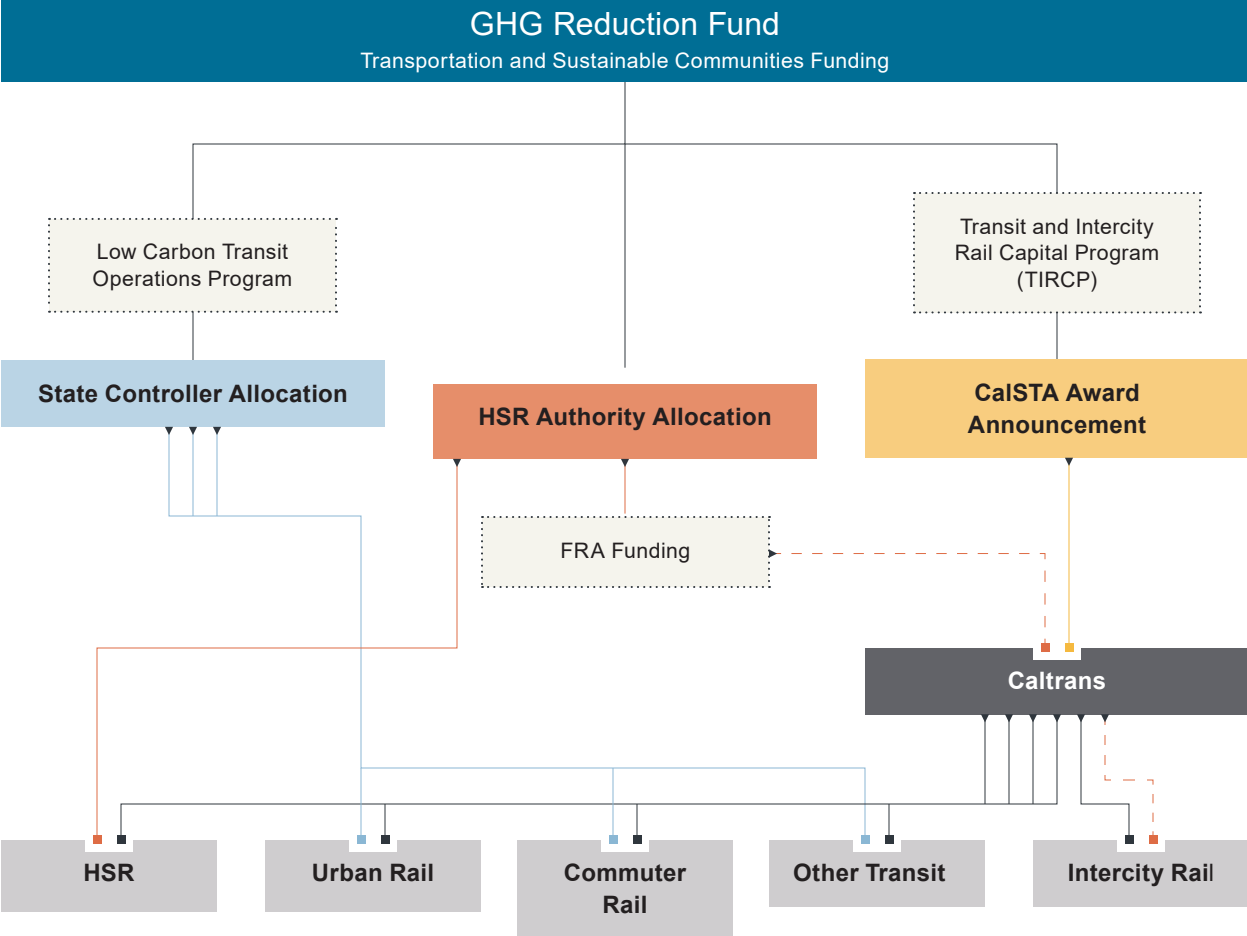 GHG Reduction Fund
Transportation and Sustainable Communities Funding
Low Carbon Transit
Operations Program
Transit and Intercity
Rail Capital Program
(TIRCP)
State Controller Allocation
HSR Authority Allocation
CalSTA Award
Announcement
FRA Funding
Caltrans
HSR
Urban Rail
Commuter
Rail
Other Transit
Intercity Rail